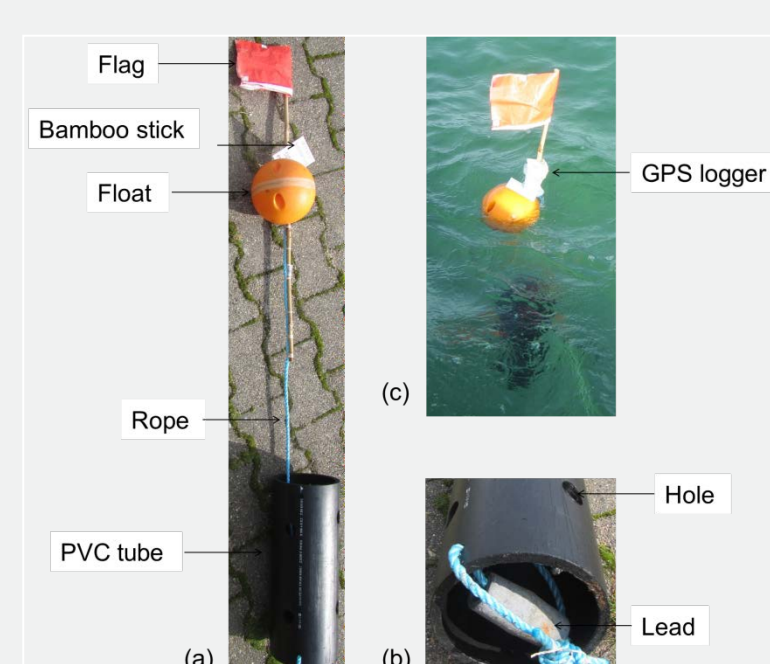 Flag
Bamboo stick
Float
GPS logger
(c)
Rope
Hole
PVC tube
Lead
(a)
(b)